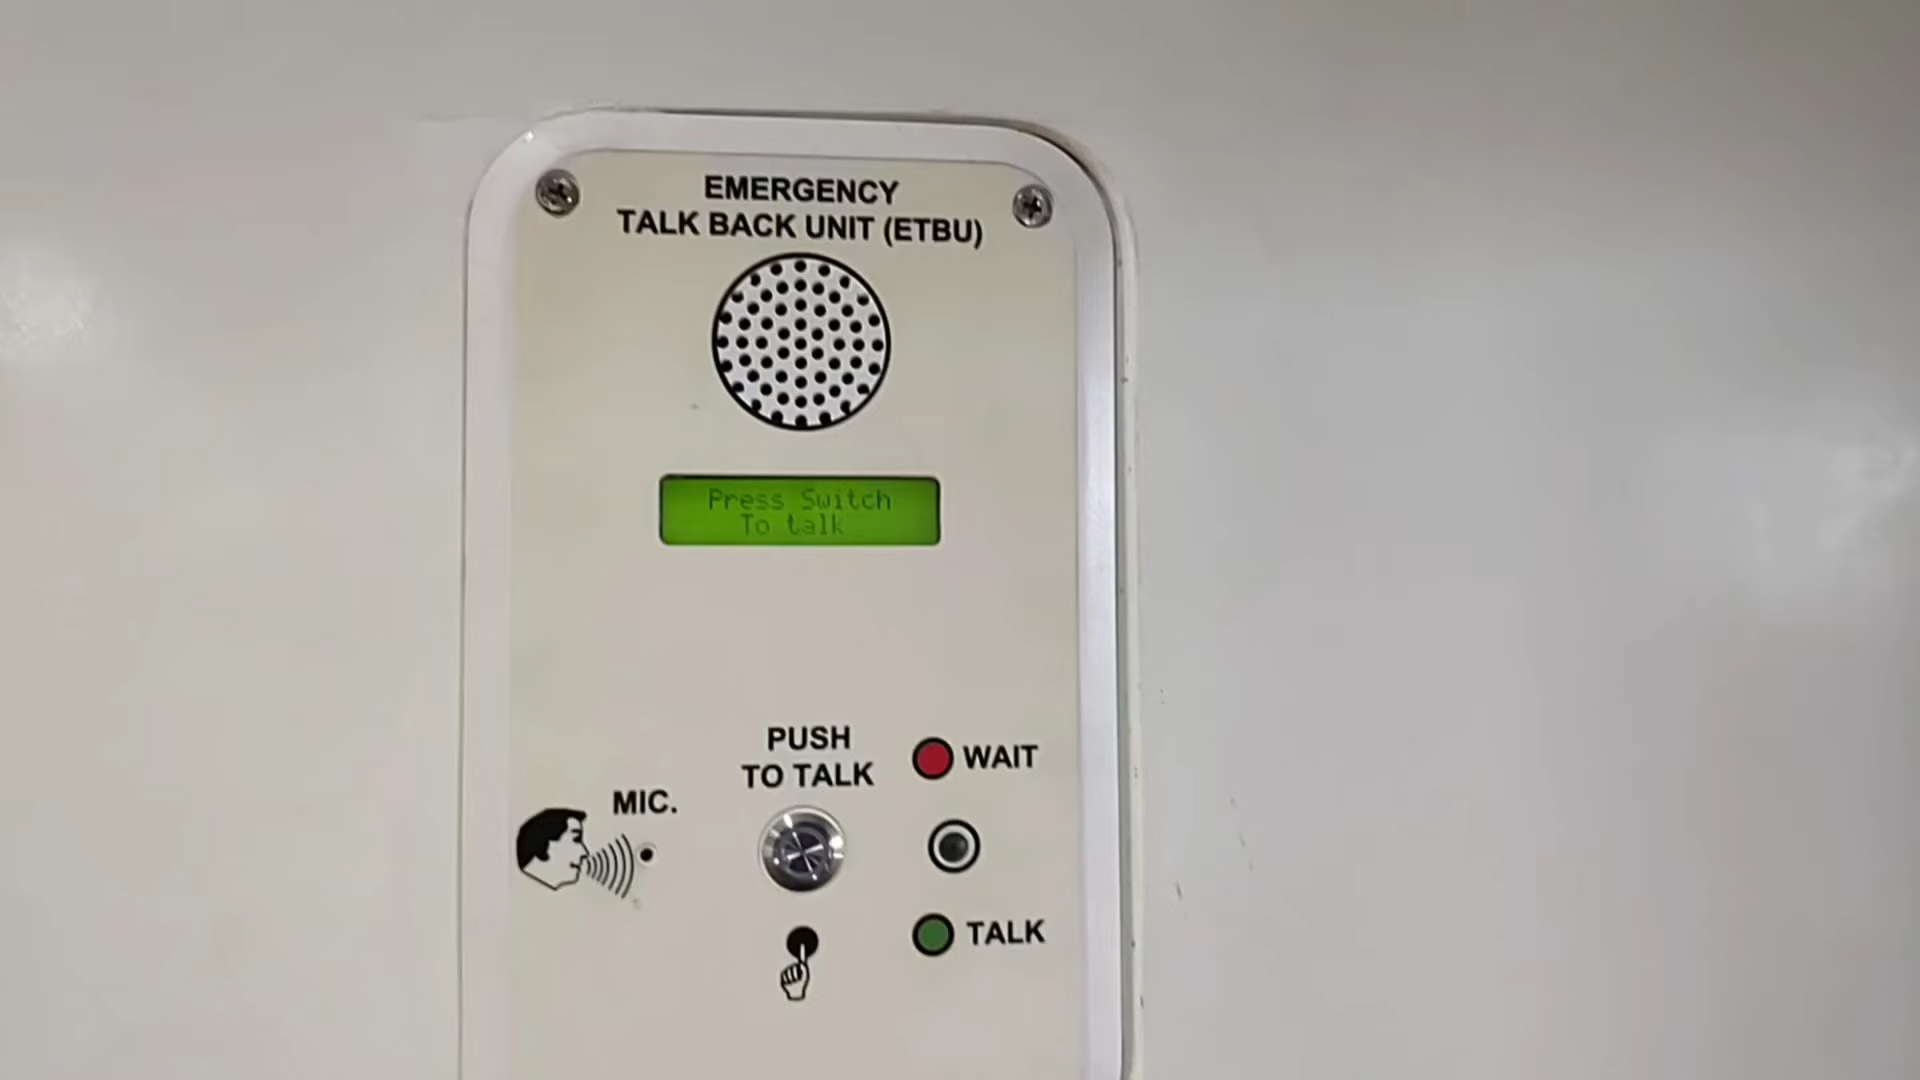 EMERGENCY
TALK BACK UNIT (ETBU)
Press Switch
To talk
PUSH
TO TALK
WAIT
MIC.
TALK